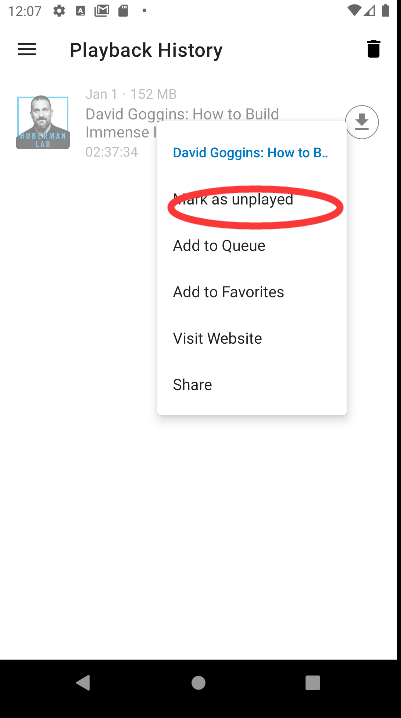 12:07
Playback History
Jan 1 · 152 MB
David Goggins: How to Build
Immense
02:37:34
HUBERMAN
LAB
David Goggins: How to B..
Mark as unplayed
Add to Queue
Add to Favorites
Visit Website
Share